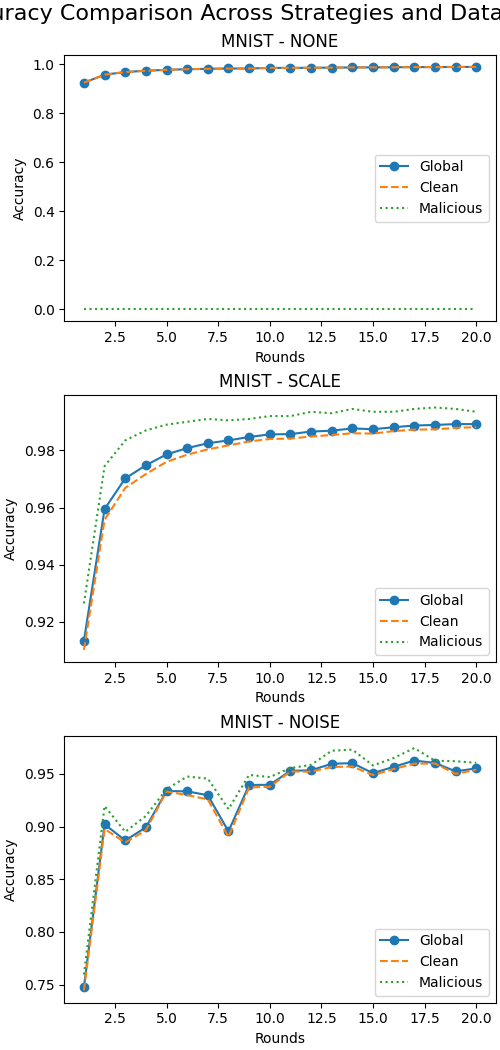 uracy Comparison Across Strategies and Data
MNIST - NONE
1.0
0.8
0.6
0.4
0.2
0.0
Accuracy
Global
Clean
Malicious
2.5 5.0 7.5 10.0 12.5 15.0 17.5 20.0
Rounds
MNIST - SCALE
0.98
0.96
0.94
0.92
Accuracy
Global
Clean
Malicious
2.5 5.0 7.5 10.0 12.5 15.0 17.5 20.0
Rounds
MNIST - NOISE
0.95
0.90
0.85
0.80
0.75
Accuracy
Global
Clean
Malicious
2.5 5.0 7.5 10.0 12.5 15.0 17.5 20.0
Rounds